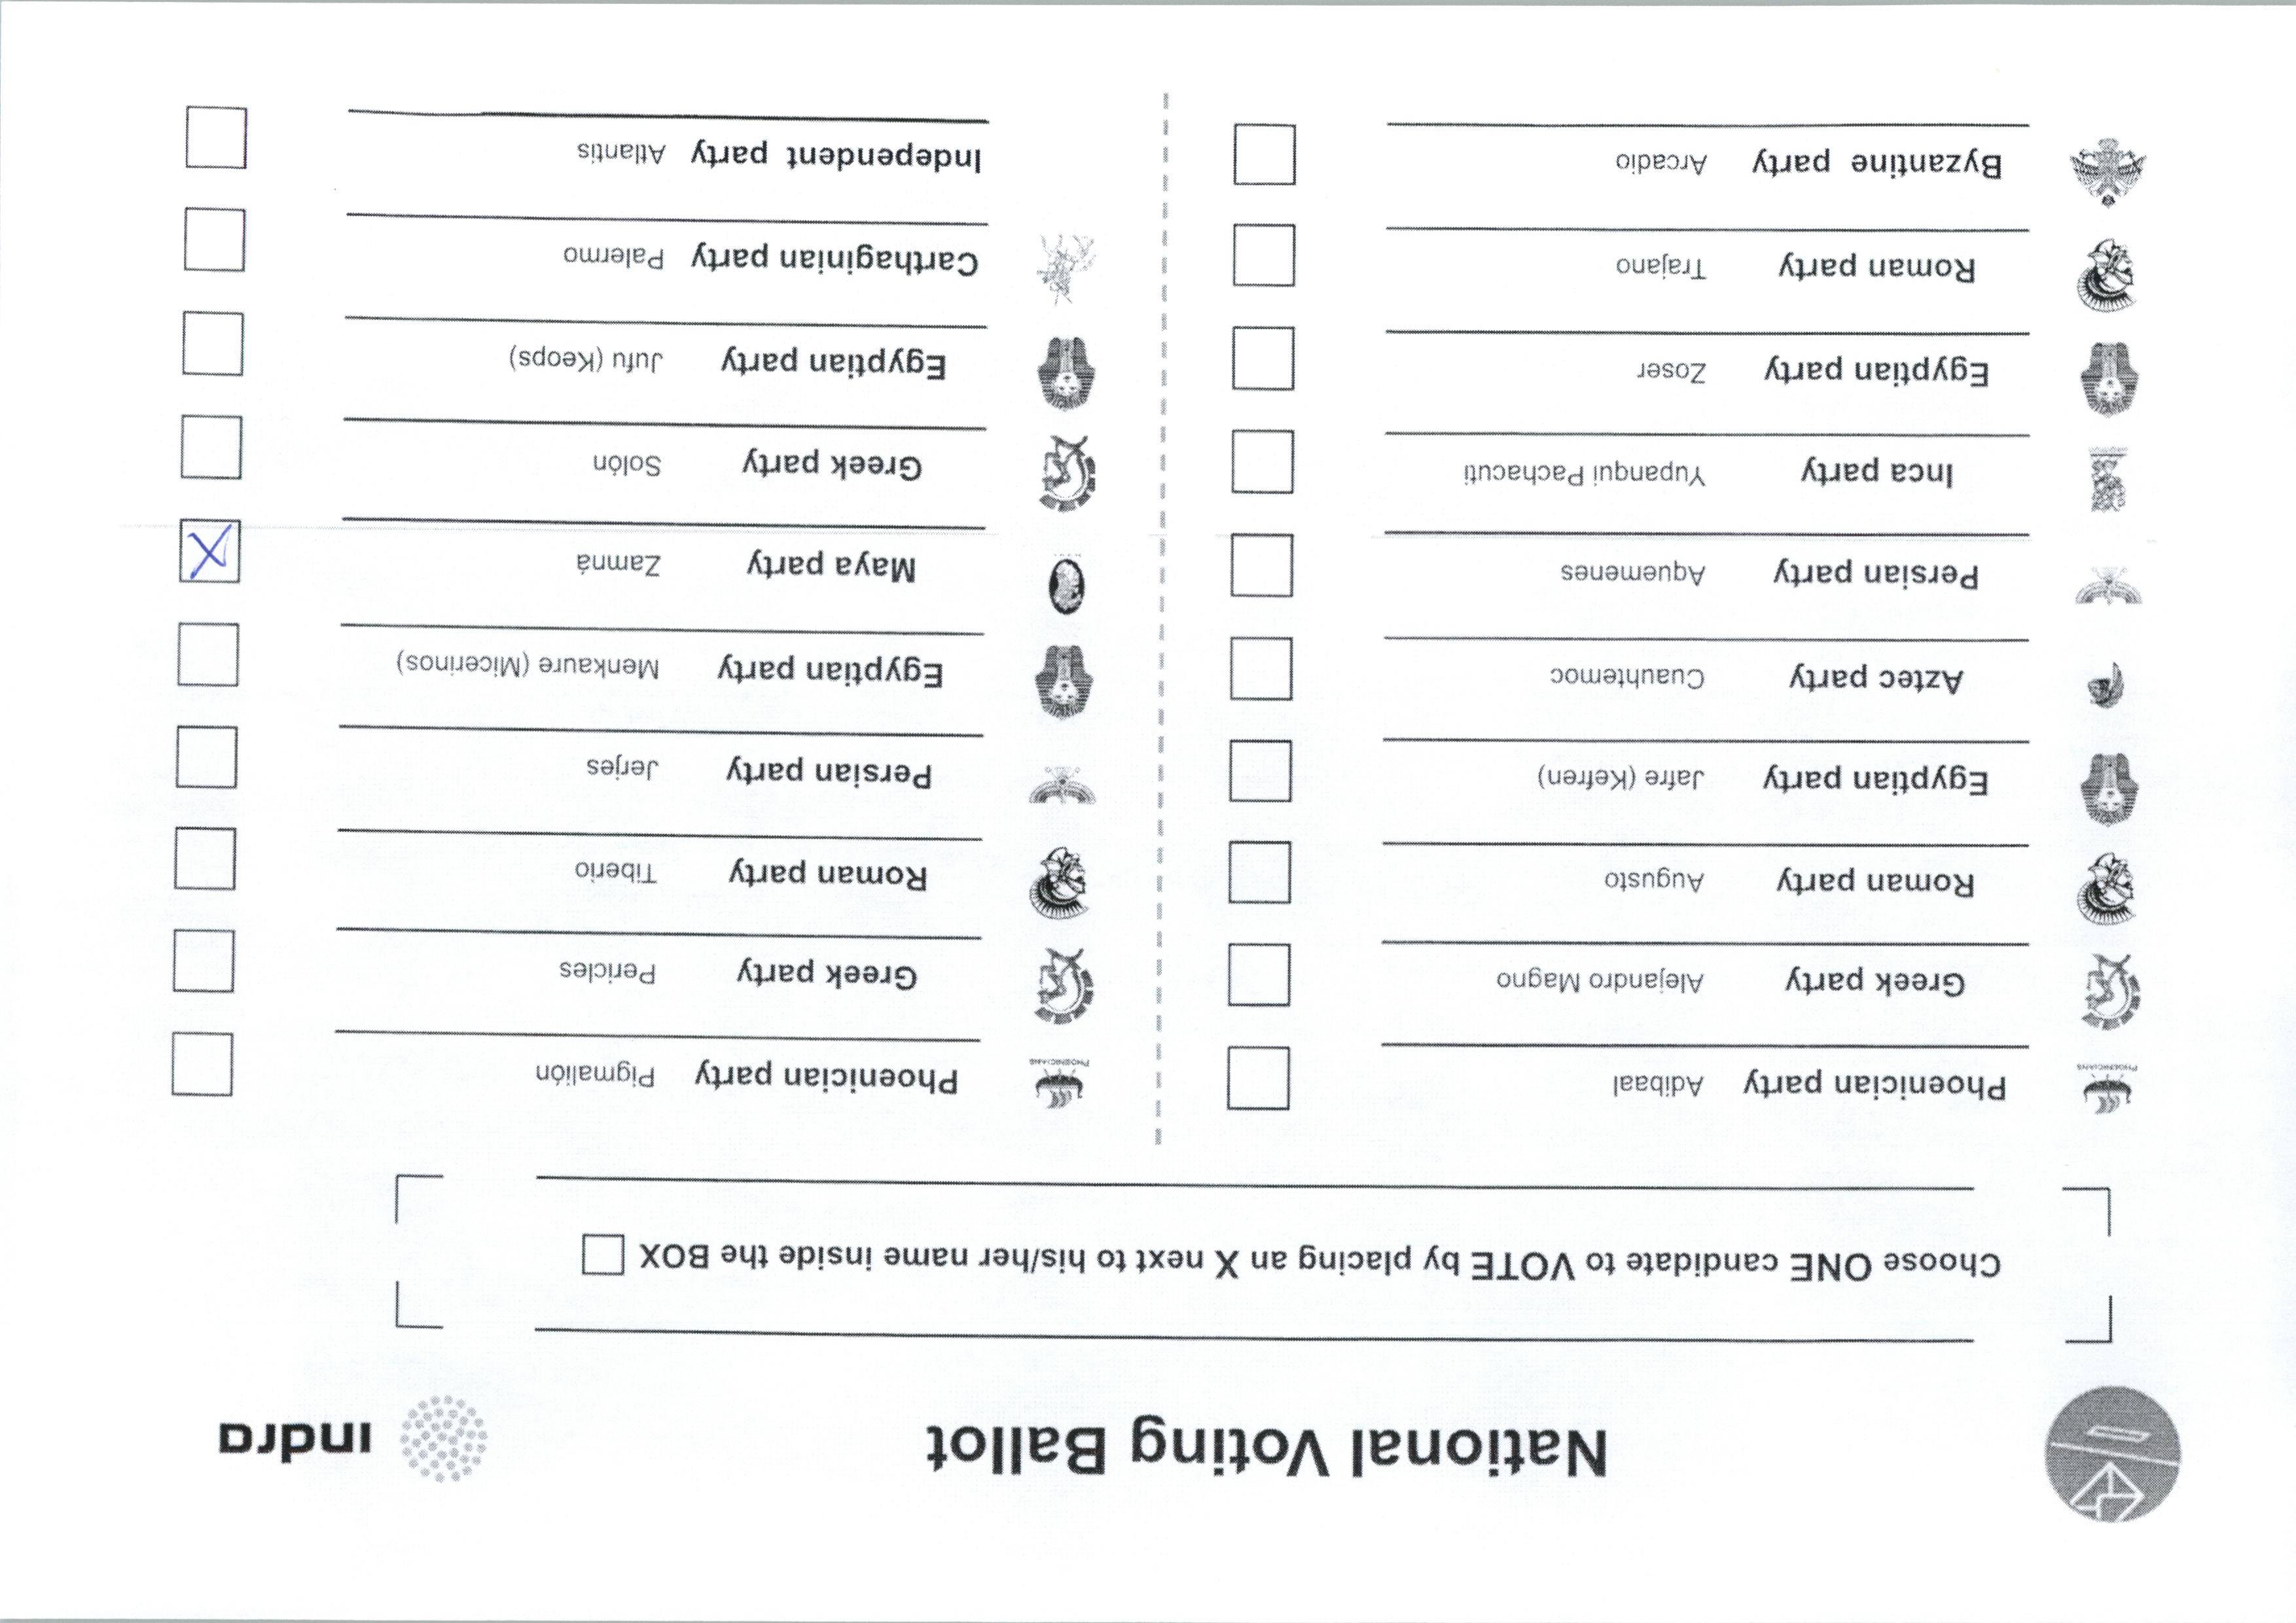 National Voting Ballot
indra
Choose ONE candidate to VOTE by placing an X next to his/her name inside the BOX
PHOENICIANS
Phoenician party Adibaal
Greek party Alejandro Magno
Roman party Augusto
Egyptian party Jafre (Kefren)
Aztec party Cuauhtemoc
Persian party Aquemenes
Inca party Yupanqui Pachacuti
Egyptian party Zoser
Roman party Trajano
Byzantine party Arcadio
PHOENICIANS
Phoenician party Pigmalión
Greek party Pericles
Roman party Tiberio
Persian party Jerjes
Egyptian party Menkaure (Micerinos)
Maya party Zamná X
Greek party Solón
Egyptian party Jufu (Keops)
Carthaginian party Palermo
Independent party Atlantis